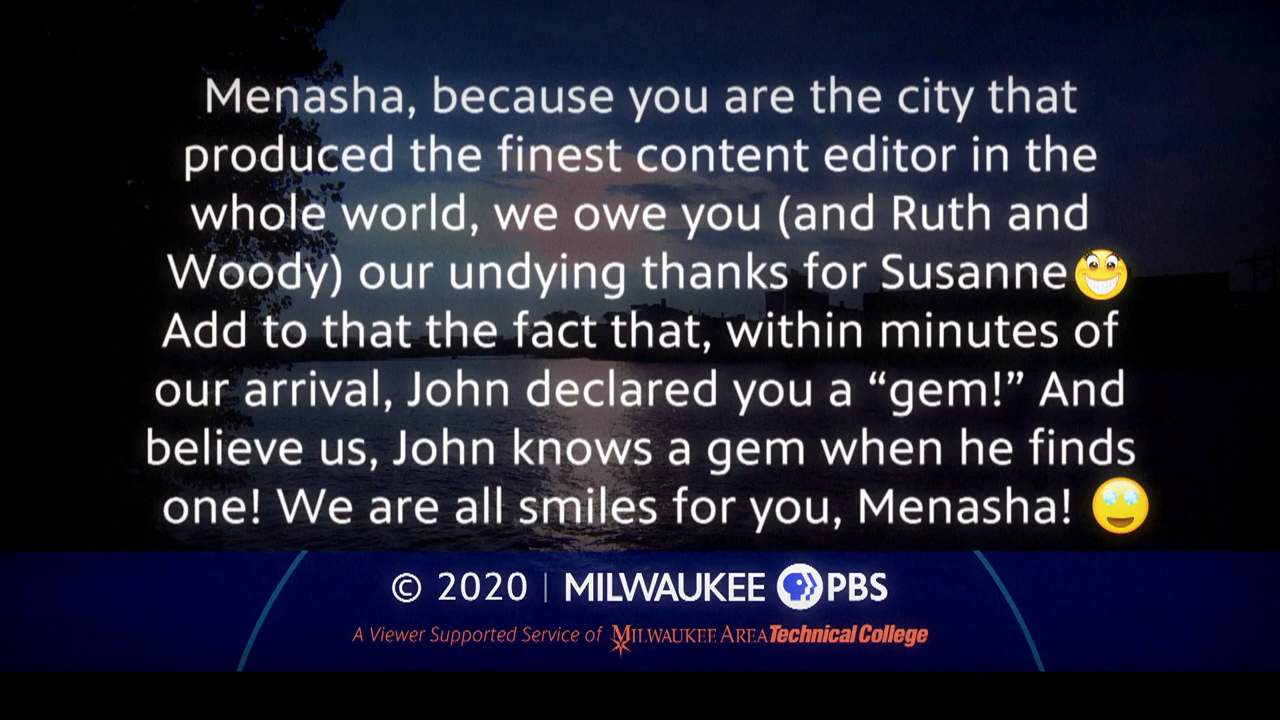 Menasha, because you are the city that
produced the finest content editor in the
whole world, we owe you (and Ruth and
Woody) our undying thanks for Susanne
Add to that the fact that, within minutes of
our arrival, John declared you a “gem!” And
believe us, John knows a gem when he finds
one! We are all smiles for you, Menasha!
© 2020 | MILWAUKEE PBS
A Viewer Supported Service of MILWAUKEE AREA Technical College